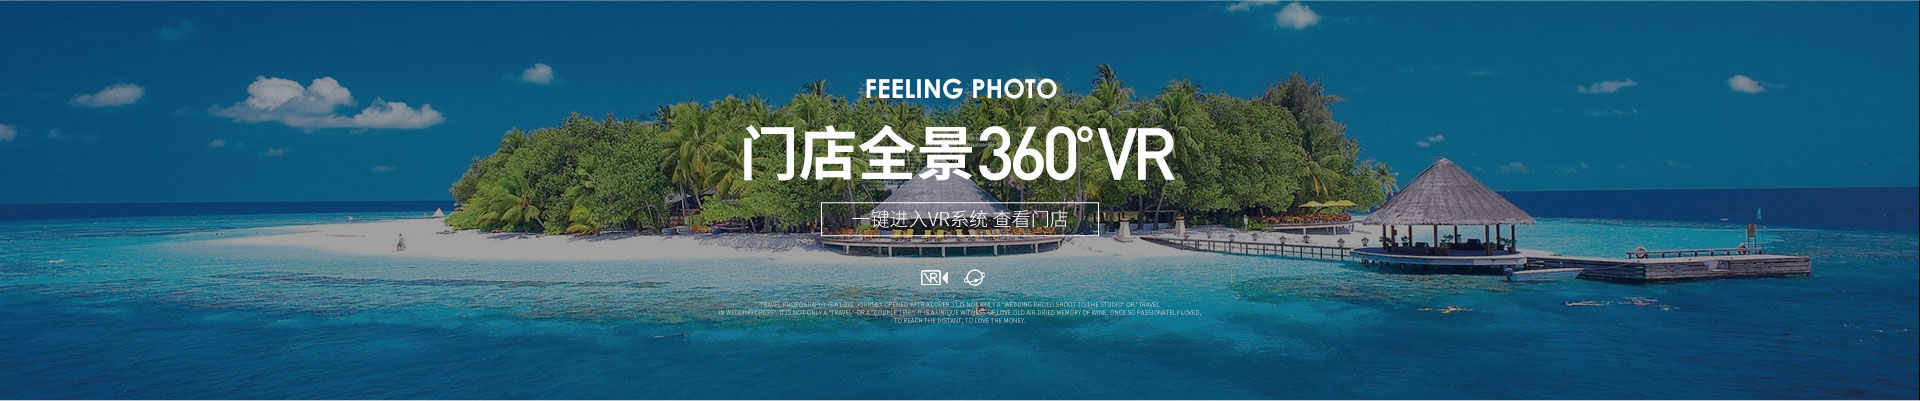 FEELING PHOTO
门店全景360°VR
一键进入VR系统 查看门店
VR
TRAVEL PHOTOGRAPHY IS A LOVE JOURNEY OPENED WITH A LOVER. IT IS NOT ONLY A "WEDDING PHOTO SHOOT TO THE STUDIO" OR "TRAVEL
IN WEDDING DRESS". IT IS NOT ONLY A "TRAVEL" OR A "COUPLE TRIP". IT IS A UNIQUE WITNESS OF LOVE. OLD AIR-DRIED MEMORY OF WINE, ONCE SO PASSIONATELY LOVED,
TO REACH THE DISTANT, TO LOVE THE MONEY.